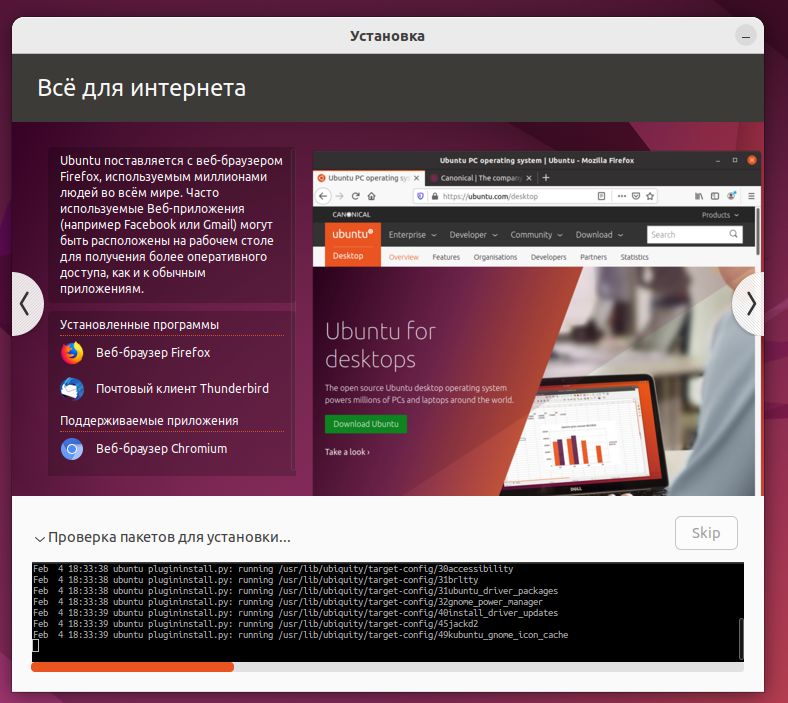 Установка
Всё для интернета
Ubuntu поставляется с веб-браузером
Firefox, используемым миллионами
людей во всём мире. Часто
используемые Веб-приложения
(например Facebook или Gmail) могут
быть расположены на рабочем столе
для получения более оперативного
доступа, как и к обычным
приложениям.
Установленные программы
Веб-браузер Firefox
Почтовый клиент Thunderbird
Поддерживаемые приложения
Веб-браузер Chromium
Ubuntu PC operating system | Ubuntu - Mozilla Firefox
Ubuntu PC operating sys
Canonical | The company
https://ubuntu.com/desktop
CANONICAL
Products
ubuntu
Enterprise
Developer
Community
Download
Search
Desktop
Overview
Features
Organisations
Developers
Partners
Statistics
Ubuntu for
desktops
The open source Ubuntu desktop operating system
powers millions of PCs and laptops around the world.
Download Ubuntu
Take a look ›
DELL
Проверка пакетов для установки...
Skip
Feb  4 18:33:38 ubuntu plugininstall.py: running /usr/lib/ubiquity/target-config/30accessibility
Feb  4 18:33:38 ubuntu plugininstall.py: running /usr/lib/ubiquity/target-config/31brltty
Feb  4 18:33:38 ubuntu plugininstall.py: running /usr/lib/ubiquity/target-config/31ubuntu_driver_packages
Feb  4 18:33:38 ubuntu plugininstall.py: running /usr/lib/ubiquity/target-config/32gnome_power_manager
Feb  4 18:33:39 ubuntu plugininstall.py: running /usr/lib/ubiquity/target-config/40install_driver_updates
Feb  4 18:33:39 ubuntu plugininstall.py: running /usr/lib/ubiquity/target-config/45jackd2
Feb  4 18:33:39 ubuntu plugininstall.py: running /usr/lib/ubiquity/target-config/49kubuntu_gnome_icon_cache